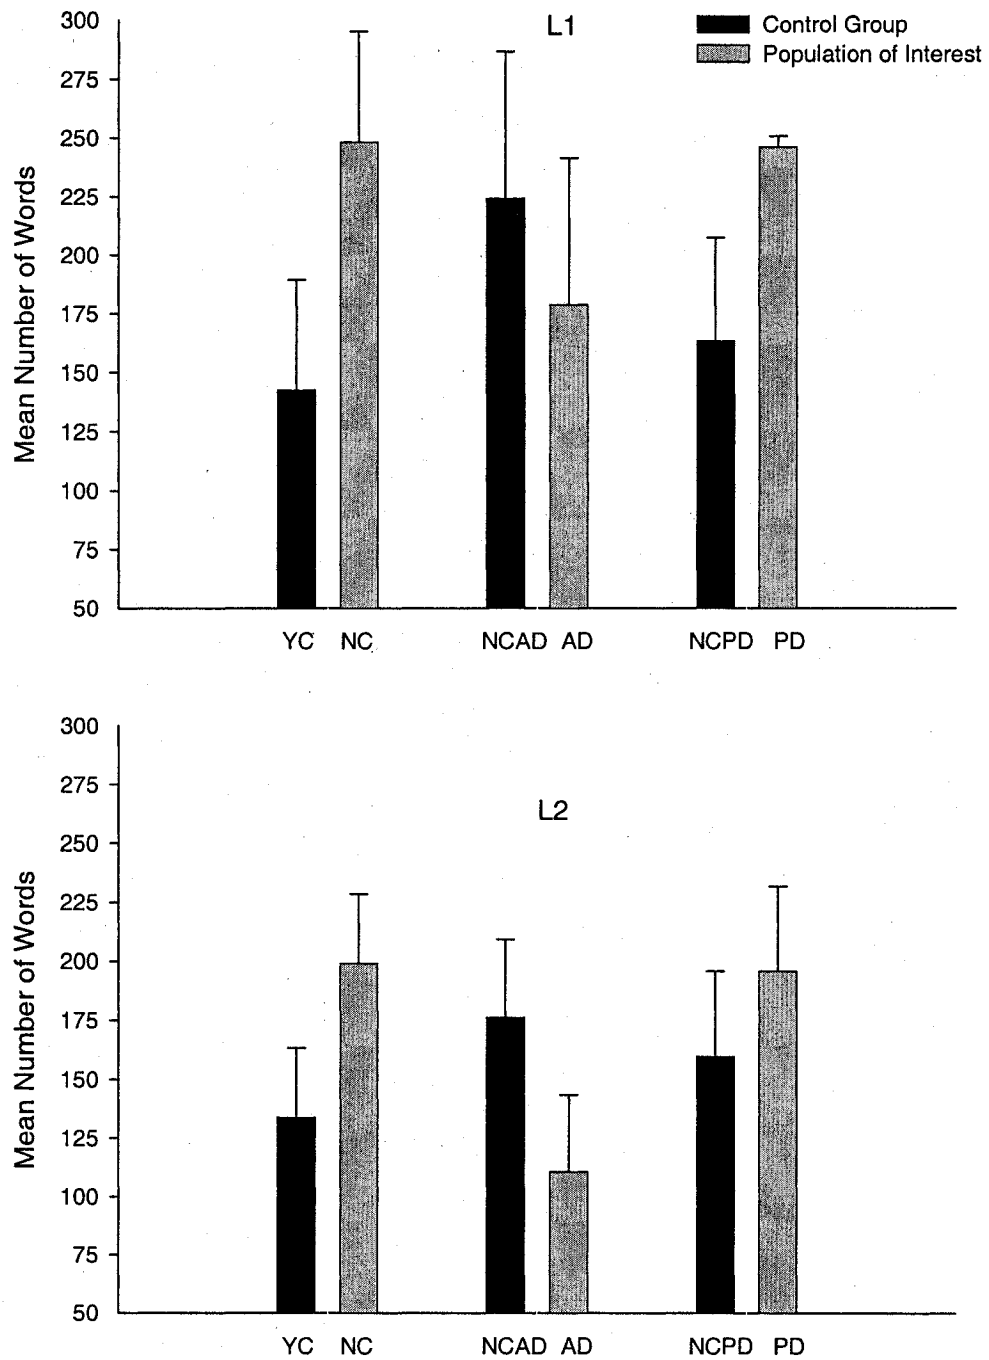 L1
Control Group
Population of Interest
Mean Number of Words
300
275
250
225
200
175
150
125
100
75
50
YC NC NCAD AD NCPD PD
L2
Mean Number of Words
300
275
250
225
200
175
150
125
100
75
50
YC NC NCAD AD NCPD PD